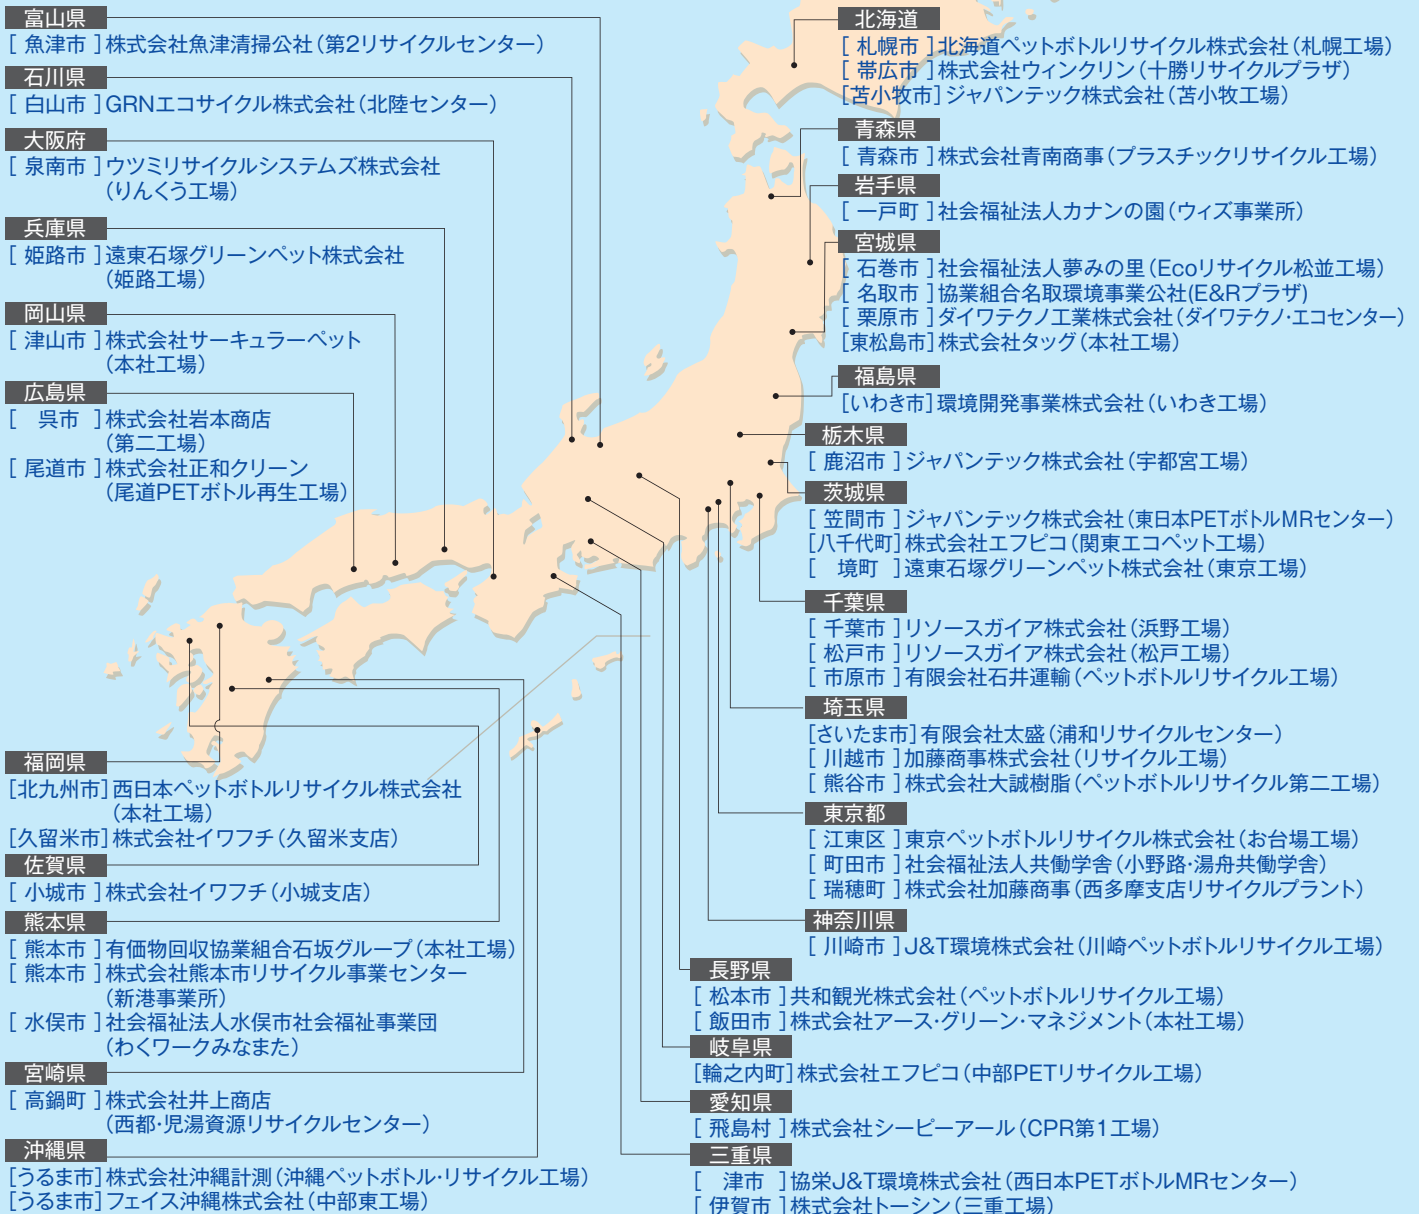 富山県
[ 魚津市 ]株式会社魚津清掃公社（第2リサイクルセンター）
石川県
[ 白山市 ]GRNエコサイクル株式会社（北陸センター）
大阪府
[ 泉南市 ]ウツミリサイクルシステムズ株式会社
（りんくう工場）
兵庫県
[ 姫路市 ]遠東石塚グリーンペット株式会社
（姫路工場）
岡山県
[ 津山市 ]株式会社サーキュラーペット
（本社工場）
広島県
[　呉市　]株式会社岩本商店
（第二工場）
[ 尾道市 ]株式会社正和クリーン
（尾道PETボトル再生工場）
福岡県
[北九州市]西日本ペットボトルリサイクル株式会社
（本社工場）
[久留米市]株式会社イワフチ（久留米支店）
佐賀県
[ 小城市 ]株式会社イワフチ（小城支店）
熊本県
[ 熊本市 ]有価物回収協業組合石坂グループ（本社工場）
[ 熊本市 ]株式会社熊本市リサイクル事業センター
（新港事業所）
[ 水俣市 ]社会福祉法人水俣市社会福祉事業団
（わくワークみなまた）
宮崎県
[ 高鍋町 ]株式会社井上商店
（西都・児湯資源リサイクルセンター）
沖縄県
[うるま市]株式会社沖縄計測（沖縄ペットボトル・リサイクル工場）
[うるま市]フェイス沖縄株式会社（中部東工場）
北海道
[ 札幌市 ]北海道ペットボトルリサイクル株式会社（札幌工場）
[ 帯広市 ]株式会社ウィンクリン（十勝リサイクルプラザ）
[苫小牧市]ジャパンテック株式会社（苫小牧工場）
青森県
[ 青森市 ]株式会社青南商事（プラスチックリサイクル工場）
岩手県
[ 一戸町 ]社会福祉法人カナンの園（ウィズ事業所）
宮城県
[ 石巻市 ]社会福祉法人夢みの里（Ecoリサイクル松並工場）
[ 名取市 ]協業組合名取環境事業公社(E&Rプラザ)
[ 栗原市 ]ダイワテクノ工業株式会社（ダイワテクノ・エコセンター）
[東松島市]株式会社タッグ（本社工場）
福島県
[いわき市]環境開発事業株式会社（いわき工場）
栃木県
[ 鹿沼市 ]ジャパンテック株式会社（宇都宮工場）
茨城県
[ 笠間市 ]ジャパンテック株式会社（東日本PETボトルMRセンター）
[八千代町]株式会社エフピコ（関東エコペット工場）
[　境町　]遠東石塚グリーンペット株式会社（東京工場）
千葉県
[ 千葉市 ]リソースガイア株式会社（浜野工場）
[ 松戸市 ]リソースガイア株式会社（松戸工場）
[ 市原市 ]有限会社石井運輸（ペットボトルリサイクル工場）
埼玉県
[さいたま市]有限会社太盛（浦和リサイクルセンター）
[ 川越市 ]加藤商事株式会社（リサイクル工場）
[ 熊谷市 ]株式会社大誠樹脂（ペットボトルリサイクル第二工場）
東京都
[ 江東区 ]東京ペットボトルリサイクル株式会社（お台場工場）
[ 町田市 ]社会福祉法人共働学舎（小野路・湯舟共働学舎）
[ 瑞穂町 ]株式会社加藤商事（西多摩支店リサイクルプラント）
神奈川県
[ 川崎市 ]J&T環境株式会社（川崎ペットボトルリサイクル工場）
長野県
[ 松本市 ]共和観光株式会社（ペットボトルリサイクル工場）
[ 飯田市 ]株式会社アース・グリーン・マネジメント（本社工場）
岐阜県
[輪之内町]株式会社エフピコ（中部PETリサイクル工場）
愛知県
[ 飛島村 ]株式会社シーピーアール（CPR第1工場）
三重県
[　津市　]協栄J&T環境株式会社（西日本PETボトルMRセンター）
[ 伊賀市 ]株式会社トーシン（三重工場）